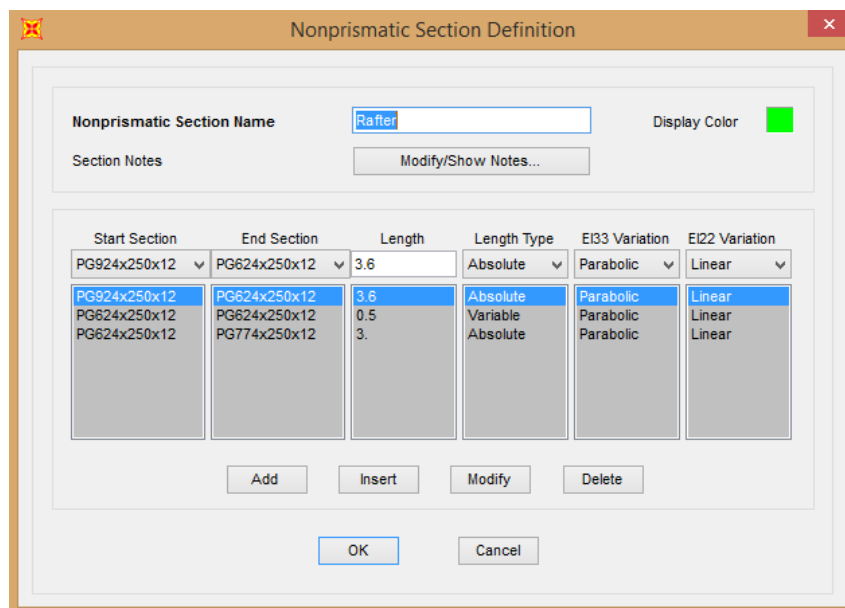 Nonprismatic Section Definition
Nonprismatic Section Name Rafter Display Color
Section Notes Modify/Show Notes...
Start Section End Section Length Length Type EI33 Variation EI22 Variation
PG924x250x12 PG624x250x12 3.6 Absolute Parabolic Linear
PG924x250x12 PG624x250x12 3.6 Absolute Parabolic Linear
PG624x250x12 PG624x250x12 0.5 Variable Parabolic Linear
PG624x250x12 PG774x250x12 3. Absolute Parabolic Linear
Add Insert Modify Delete
OK Cancel